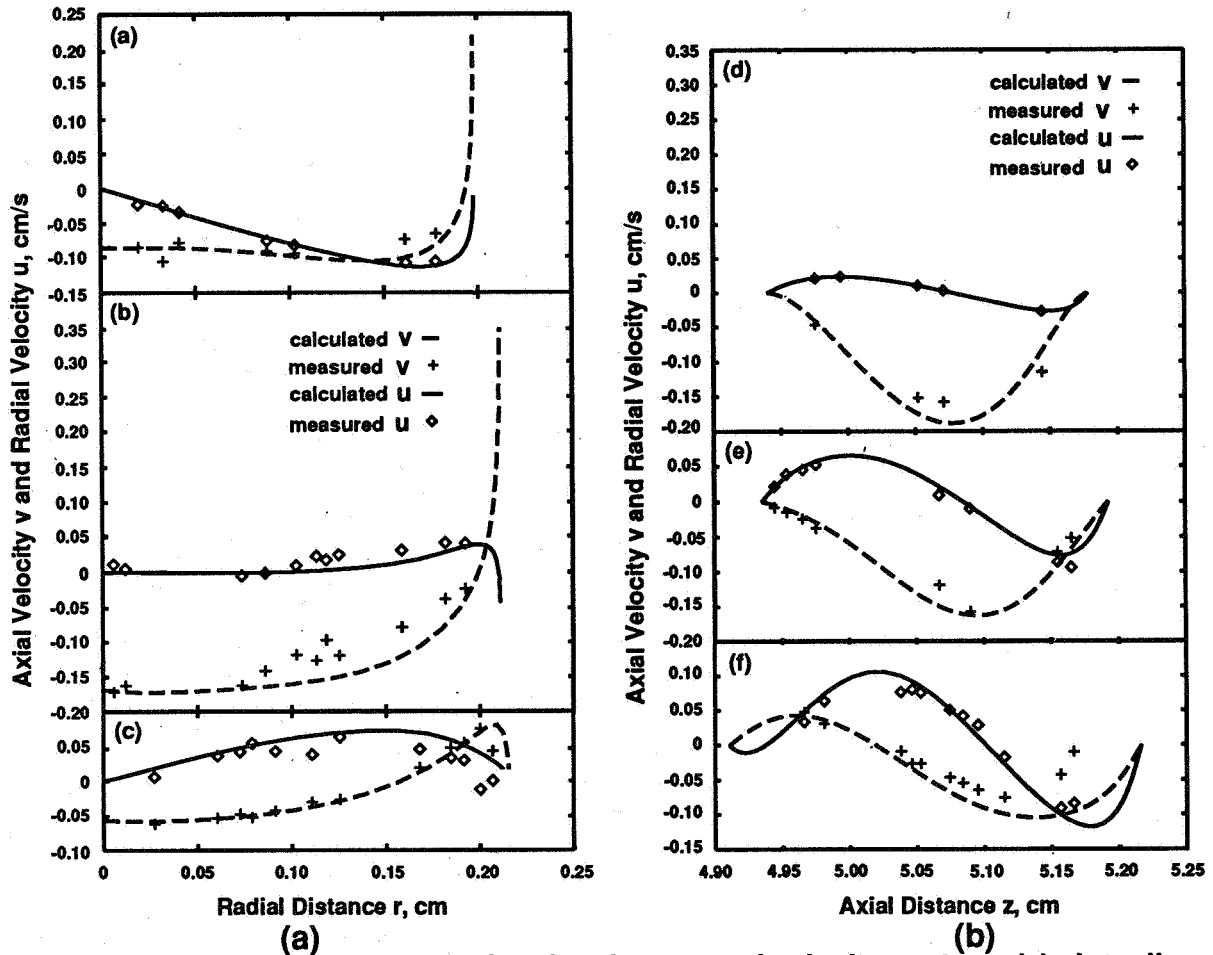 0.25
(a)
0.20
0.15
0.10
0.05
0
-0.05
-0.10
-0.15
(b)
0.35
calculated v
0.30
measured v +
calculated u
0.25
measured u
0.20
0.15
0.10
0.05
0
-0.05
-0.10
-0.15
-0.20
(c)
0.05
0
-0.05
-0.10
0 0.05 0.10 0.15 0.20 0.25
Radial Distance r, cm
(a)
Axial Velocity v and Radial Velocity u, cm/s
0.35
(d)
0.30
calculated v
0.25
measured v +
0.20
calculated u
0.15
measured u
0.10
0.05
0
-0.05
-0.10
-0.15
-0.20
(e)
0.05
0
-0.05
-0.10
-0.15
-0.20
(f)
0.10
0.05
0
-0.05
-0.10
-0.15
4.90 4.95 5.00 5.05 5.10 5.15 5.20 5.25
Axial Distance z, cm
(b)
Axial Velocity v and Radial Velocity u, cm/s